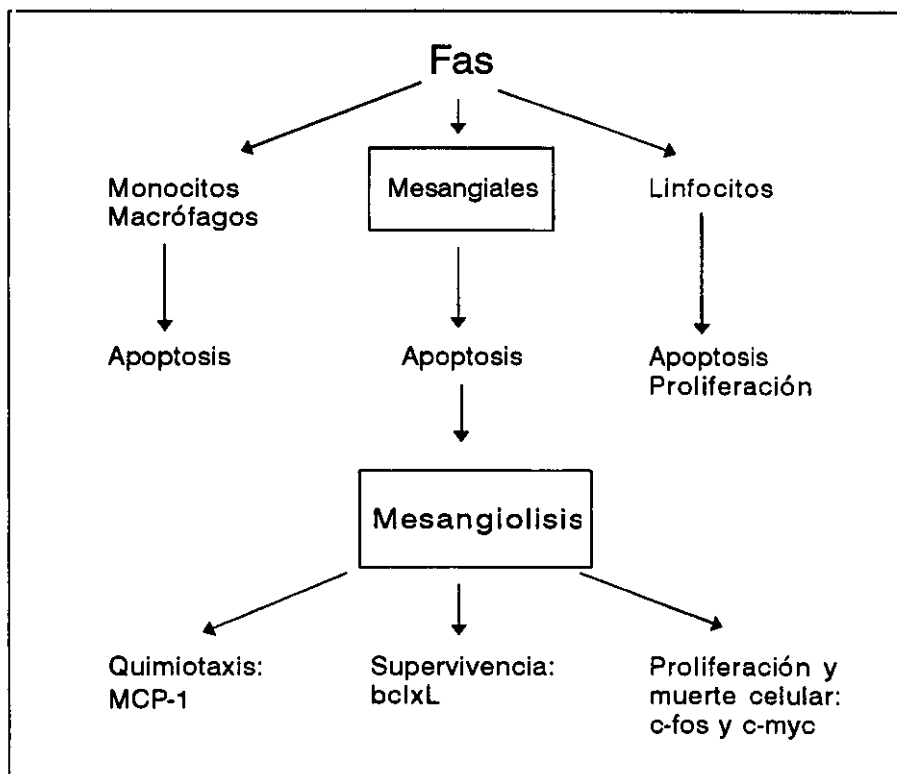 Fas
Monocitos
Macrófagos
Mesangiales
Linfocitos
Apoptosis
Apoptosis
Apoptosis
Proliferación
Mesangiolisis
Quimiotaxis:
MCP-1
Supervivencia:
bclxL
Proliferación y
muerte celular:
c-fos y c-myc